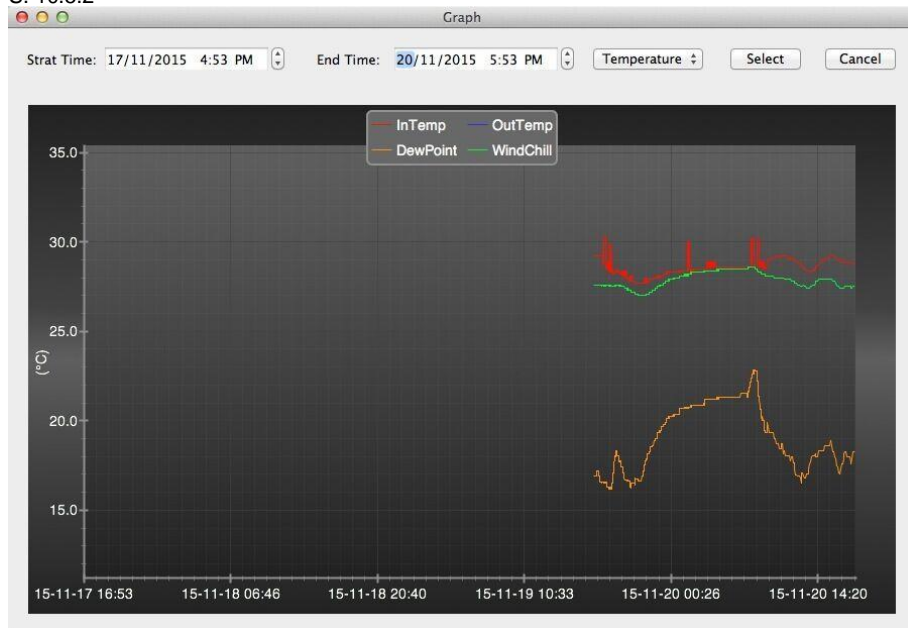 Graph
Strat Time: 17/11/2015 4:53 PM End Time: 20/11/2015 5:53 PM Temperature Select Cancel
InTemp OutTemp
DewPoint WindChill
35.0
30.0
25.0
(°C)
20.0
15.0
15-11-17 16:53 15-11-18 06:46 15-11-18 20:40 15-11-19 10:33 15-11-20 00:26 15-11-20 14:20